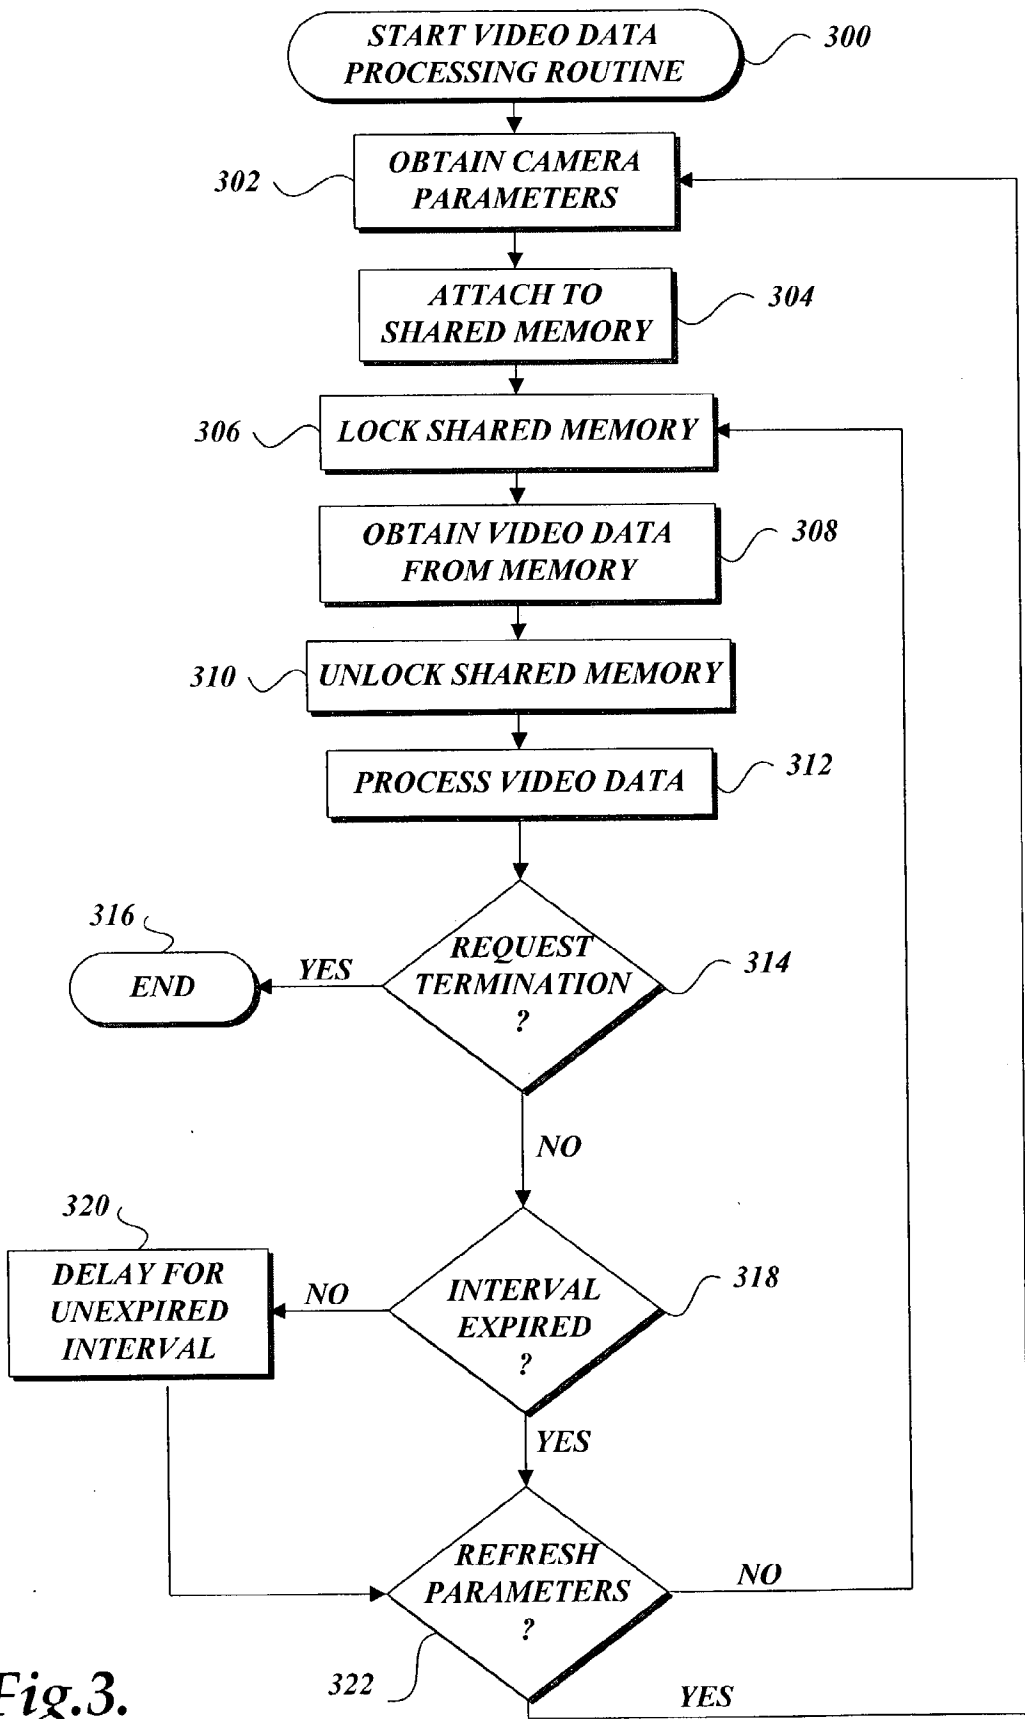 START VIDEO DATA
PROCESSING ROUTINE
300
OBTAIN CAMERA
PARAMETERS
302
ATTACH TO
SHARED MEMORY
304
306
LOCK SHARED MEMORY
OBTAIN VIDEO DATA
FROM MEMORY
308
310
UNLOCK SHARED MEMORY
PROCESS VIDEO DATA
312
316
END
YES
REQUEST
TERMINATION
?
314
NO
320
DELAY FOR
UNEXPIRED
INTERVAL
NO
INTERVAL
EXPIRED
?
318
YES
REFRESH
PARAMETERS
?
NO
322
YES
Fig.3.